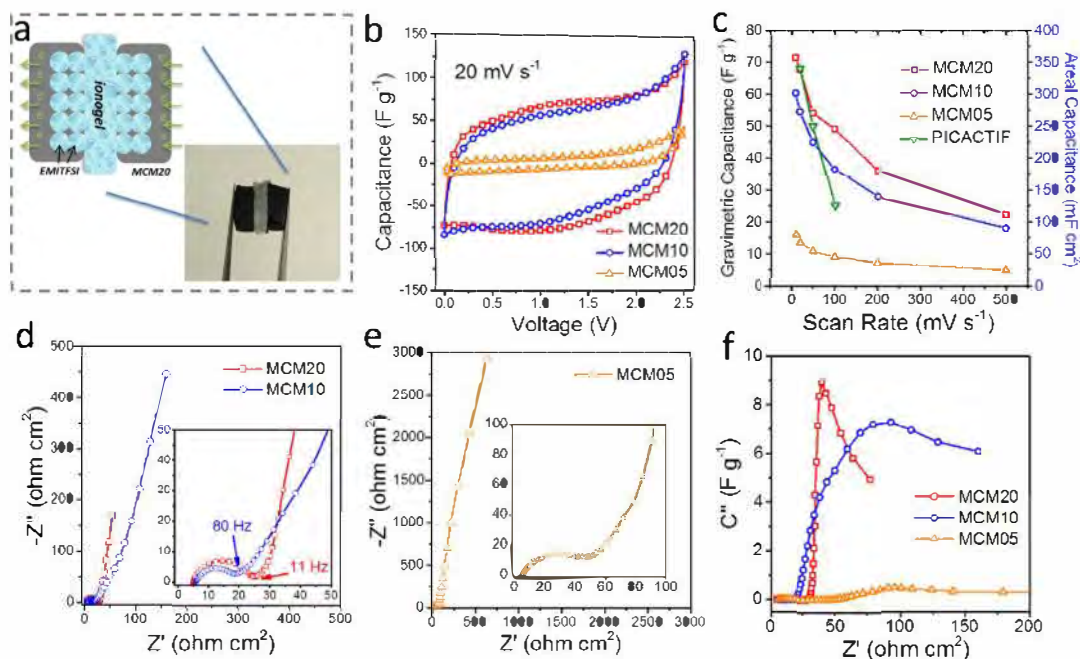 a
ionogel
EMITFSI
MCM20
b
20 mV s⁻¹
Capacitance (F g⁻¹)
150
100
50
0
-50
-100
-150
0.0 0.5 1.0 1.5 2.0 2.5
Voltage (V)
MCM20
MCM10
MCM05
c
Gravimetric Capacitance (F g⁻¹)
80
70
60
50
40
30
20
10
0
0 100 200 300 400 500
Scan Rate (mV s⁻¹)
MCM20
MCM10
MCM05
PICACTIF
400
350
300
250
200
150
100
50
0
Areal Capacitance (mF cm²)
d
-Z" (ohm cm²)
500
400
300
200
100
0
0 100 200 300 400 500
Z' (ohm cm²)
MCM20
MCM10
50
40
30
20
10
0
0 10 20 30 40 50
80 Hz
11 Hz
e
-Z" (ohm cm²)
3000
2500
2000
1500
1000
500
0
0 500 1000 1500 2000 2500 3000
Z' (ohm cm²)
MCM05
100
80
60
40
20
0
0 20 40 60 80 100
f
C" (F g⁻¹)
10
8
6
4
2
0
0 50 100 150 200
Z' (ohm cm²)
MCM20
MCM10
MCM05